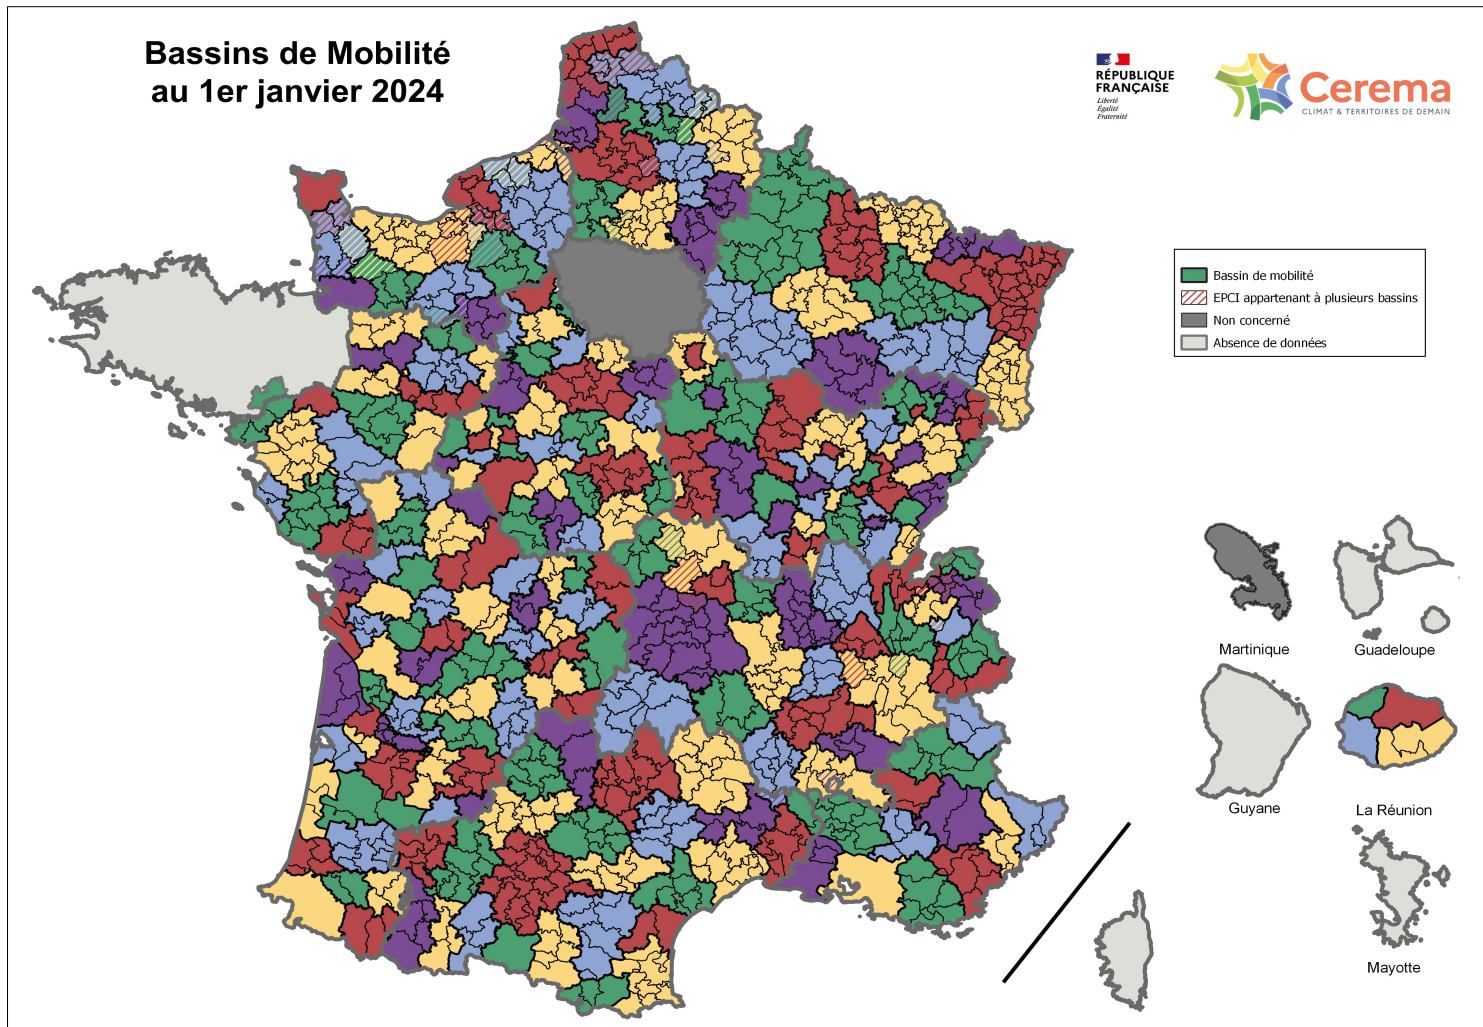 Bassins de Mobilité
au 1er janvier 2024
RÉPUBLIQUE
FRANÇAISE
Liberté
Égalité
Fraternité
Cerema
CLIMAT & TERRITOIRES DE DEMAIN
Bassin de mobilité
EPCI appartenant à plusieurs bassins
Non concerné
Absence de données
Martinique
Guadeloupe
Guyane
La Réunion
Mayotte